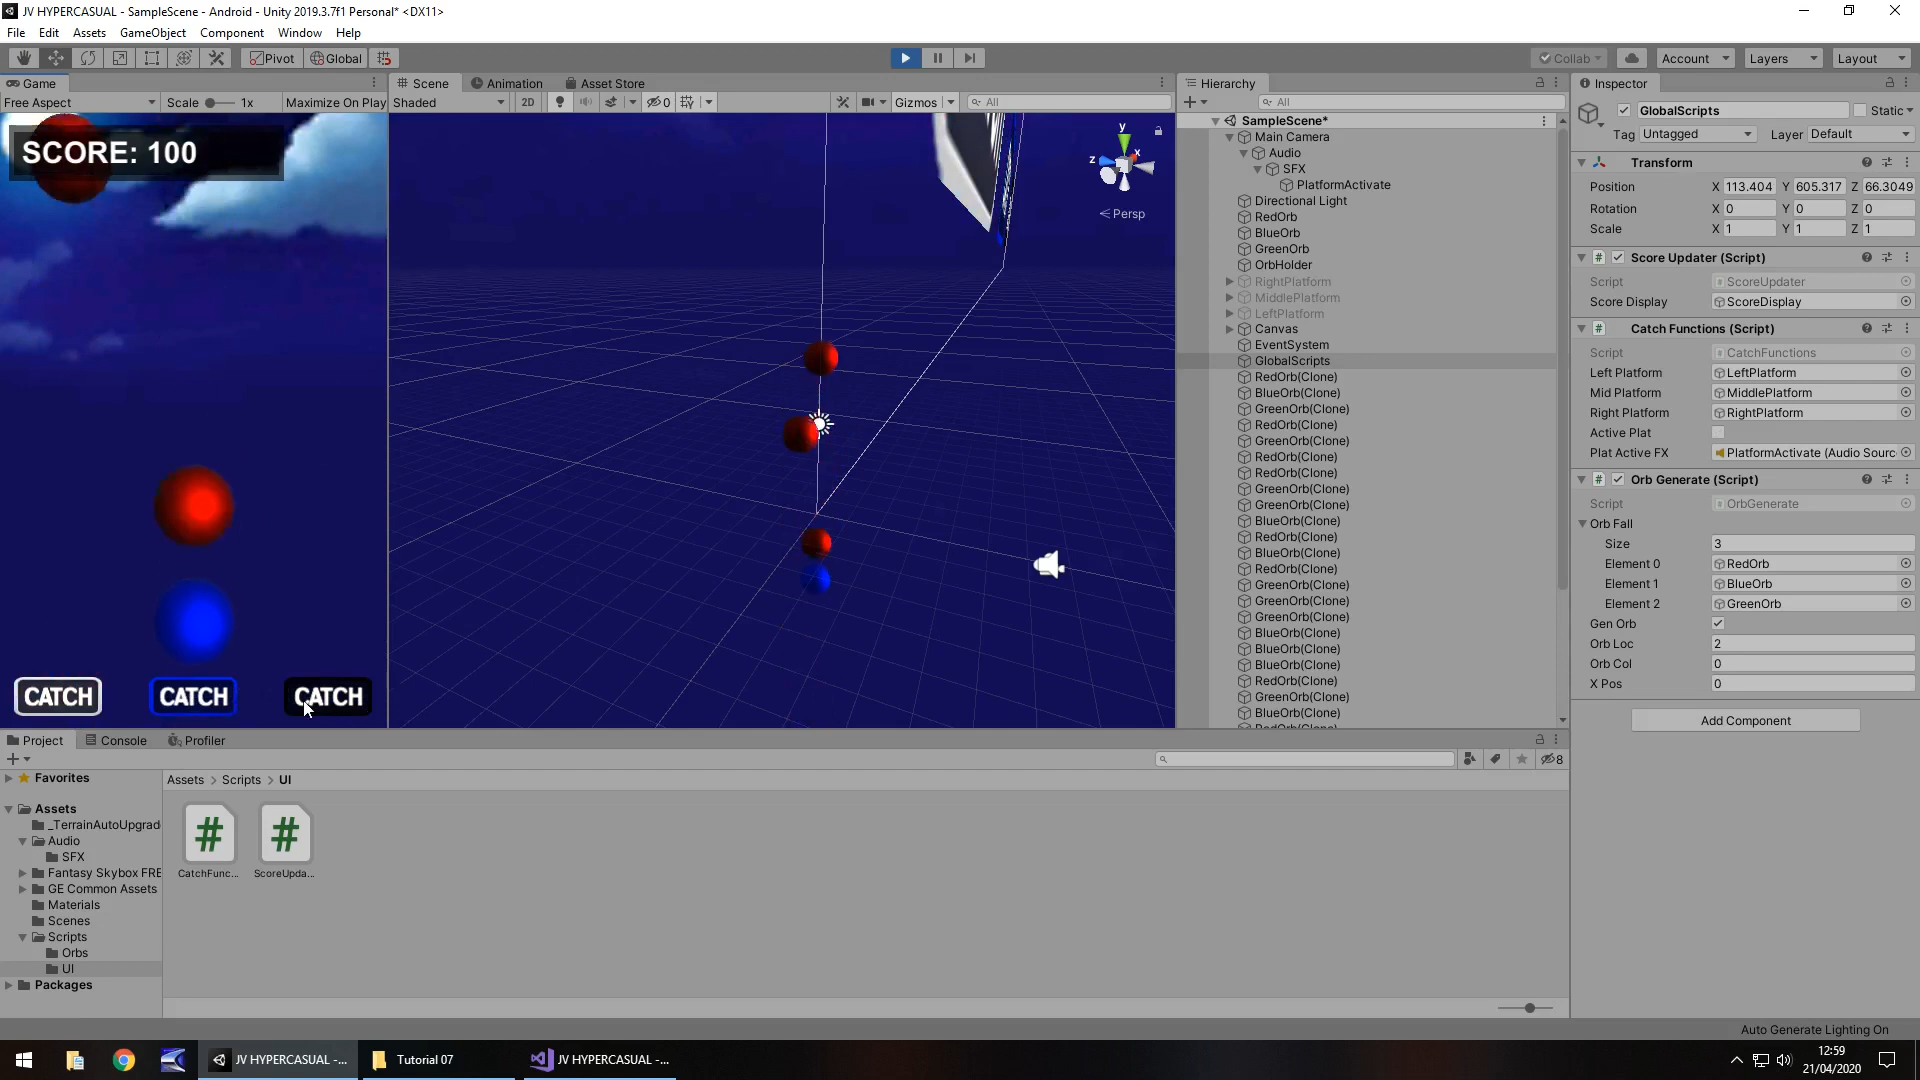 JV HYPERCASUAL - SampleScene - Android - Unity 2019.3.7f1 Personal* <DX11>
File Edit Assets GameObject Component Window Help
Pivot Global Collab Account Layers Layout
Game
Free Aspect Scale 1x Maximize On Play
SCORE: 100
CATCH CATCH CATCH
Scene Animation Asset Store
Shaded 2D 0 Gizmos All
y
x
z
Persp
Hierarchy
All
SampleScene*
Main Camera
Audio
SFX
PlatformActivate
Directional Light
RedOrb
BlueOrb
GreenOrb
OrbHolder
RightPlatform
MiddlePlatform
LeftPlatform
Canvas
EventSystem
GlobalScripts
RedOrb(Clone)
BlueOrb(Clone)
GreenOrb(Clone)
RedOrb(Clone)
GreenOrb(Clone)
RedOrb(Clone)
RedOrb(Clone)
GreenOrb(Clone)
GreenOrb(Clone)
BlueOrb(Clone)
RedOrb(Clone)
BlueOrb(Clone)
RedOrb(Clone)
GreenOrb(Clone)
GreenOrb(Clone)
GreenOrb(Clone)
BlueOrb(Clone)
BlueOrb(Clone)
BlueOrb(Clone)
RedOrb(Clone)
GreenOrb(Clone)
BlueOrb(Clone)
RedOrb(Clone)
Inspector
GlobalScripts Static
Tag Untagged Layer Default
Transform
Position X 113.404 Y 605.317 Z 66.3049
Rotation X 0 Y 0 Z 0
Scale X 1 Y 1 Z 1
Score Updater (Script)
Script ScoreUpdater
Score Display ScoreDisplay
Catch Functions (Script)
Script CatchFunctions
Left Platform LeftPlatform
Mid Platform MiddlePlatform
Right Platform RightPlatform
Active Plat
Plat Active FX PlatformActivate (Audio Sourc
Orb Generate (Script)
Script OrbGenerate
Orb Fall
Size 3
Element 0 RedOrb
Element 1 BlueOrb
Element 2 GreenOrb
Gen Orb
Orb Loc 2
Orb Col 0
X Pos 0
Add Component
Project Console Profiler
8
Favorites
Assets
_TerrainAutoUpgrad
Audio
SFX
Fantasy Skybox FRE
GE Common Assets
Materials
Scenes
Scripts
Orbs
UI
Packages
Assets > Scripts > UI
CatchFunc... ScoreUpda...
Auto Generate Lighting On
JV HYPERCASUAL -... Tutorial 07 JV HYPERCASUAL -...
12:59
21/04/2020